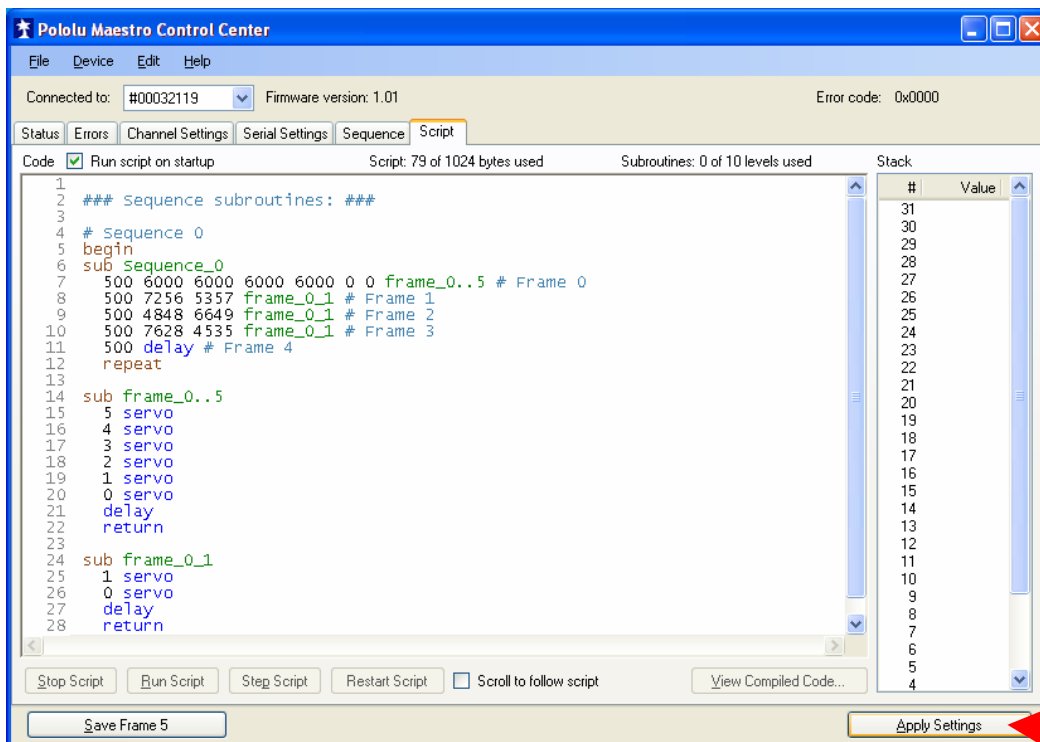 Pololu Maestro Control Center
File Device Edit Help
Connected to: #00032119 Firmware version: 1.01 Error code: 0x0000
Status Errors Channel Settings Serial Settings Sequence Script
Code Run script on startup Script: 79 of 1024 bytes used Subroutines: 0 of 10 levels used Stack
# Value
1
2 ### Sequence subroutines: ###
3
4 # Sequence 0
5 begin
6 sub Sequence_0
7 500 6000 6000 6000 6000 0 0 frame_0..5 # Frame 0
8 500 7256 5357 frame_0_1 # Frame 1
9 500 4848 6649 frame_0_1 # Frame 2
10 500 7628 4535 frame_0_1 # Frame 3
11 500 delay # Frame 4
12 repeat
13
14 sub frame_0..5
15 5 servo
16 4 servo
17 3 servo
18 2 servo
19 1 servo
20 0 servo
21 delay
22 return
23
24 sub frame_0_1
25 1 servo
26 0 servo
27 delay
28 return
31
30
29
28
27
26
25
24
23
22
21
20
19
18
17
16
15
14
13
12
11
10
9
8
7
6
5
4
Stop Script Run Script Step Script Restart Script Scroll to follow script View Compiled Code...
Save Frame 5 Apply Settings